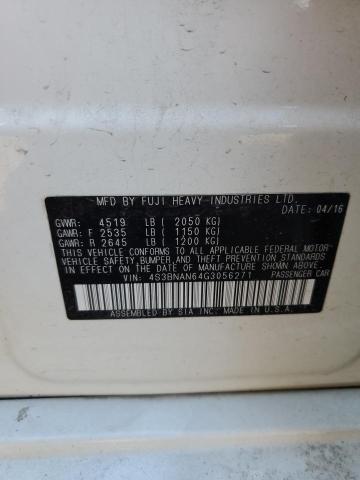 MFD BY FUJI HEAVY INDUSTRIES LTD.
DATE: 04/16
GVWR: 4519 LB ( 2050 KG)
GAWR: F 2535 LB ( 1150 KG)
GAWR: R 2645 LB ( 1200 KG)
THIS VEHICLE CONFORMS TO ALL APPLICABLE FEDERAL MOTOR
VEHICLE SAFETY, BUMPER, AND THEFT PREVENTION STANDARDS
IN EFFECT ON THE DATE OF MANUFACTURE SHOWN ABOVE.
VIN: 4S3BNAN64G3056271 PASSENGER CAR
ASSEMBLED BY SIA INC. MADE IN U.S.A.